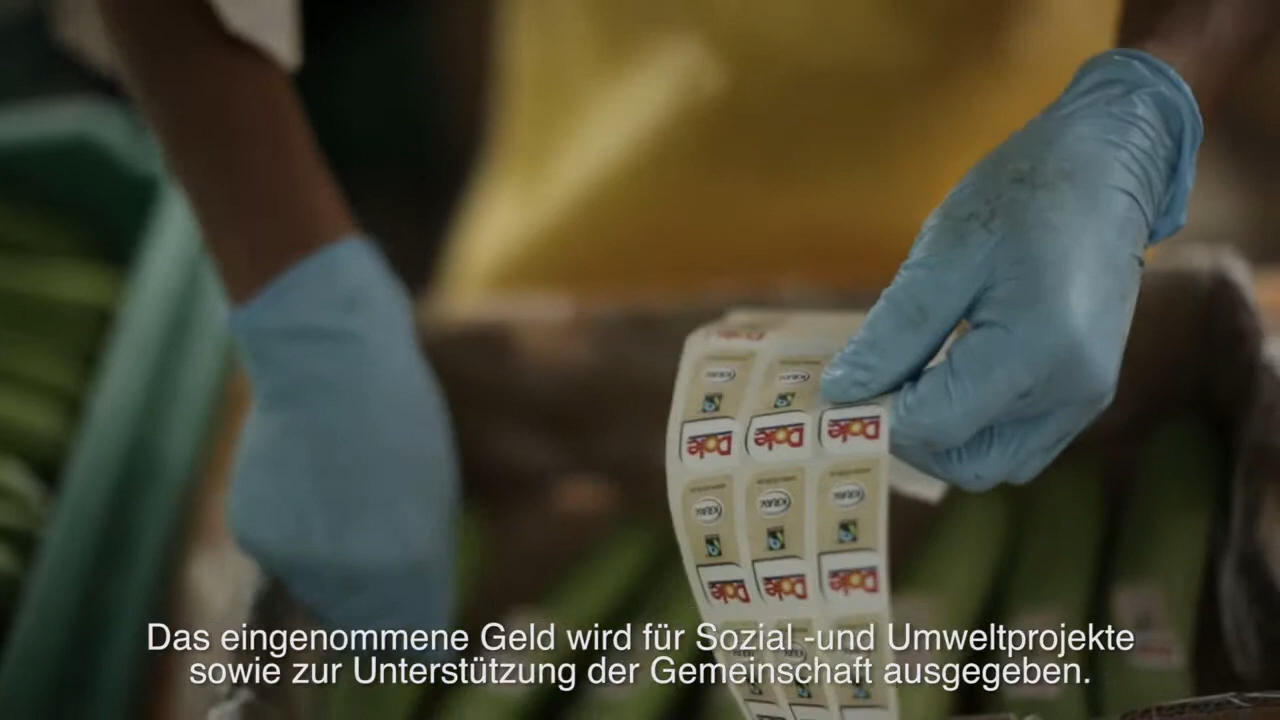 Dole
Dole Dole Dole
Dole Dole Dole
Das eingenommene Geld wird für Sozial -und Umweltprojekte
sowie zur Unterstützung der Gemeinschaft ausgegeben.